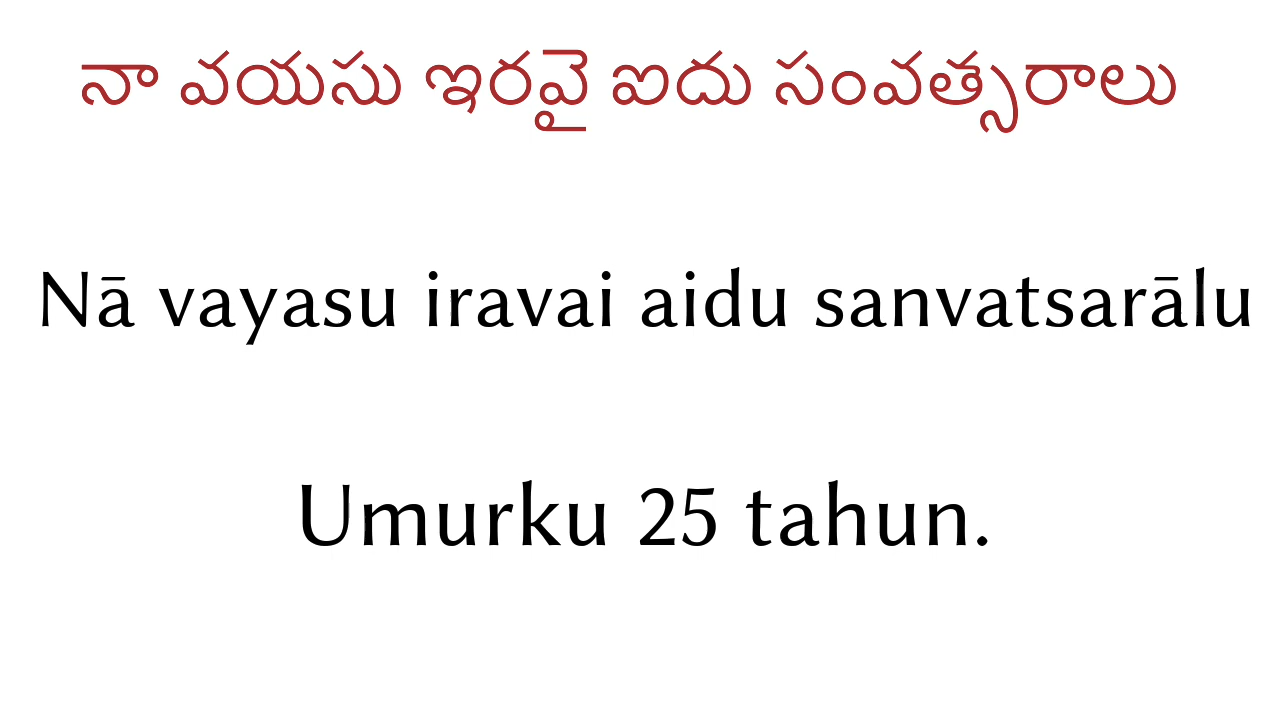 నా వయసు ఇరవై ఐదు సంవత్సరాలు
Nā vayasu iravai aidu sanvatsarālu
Umurku 25 tahun.